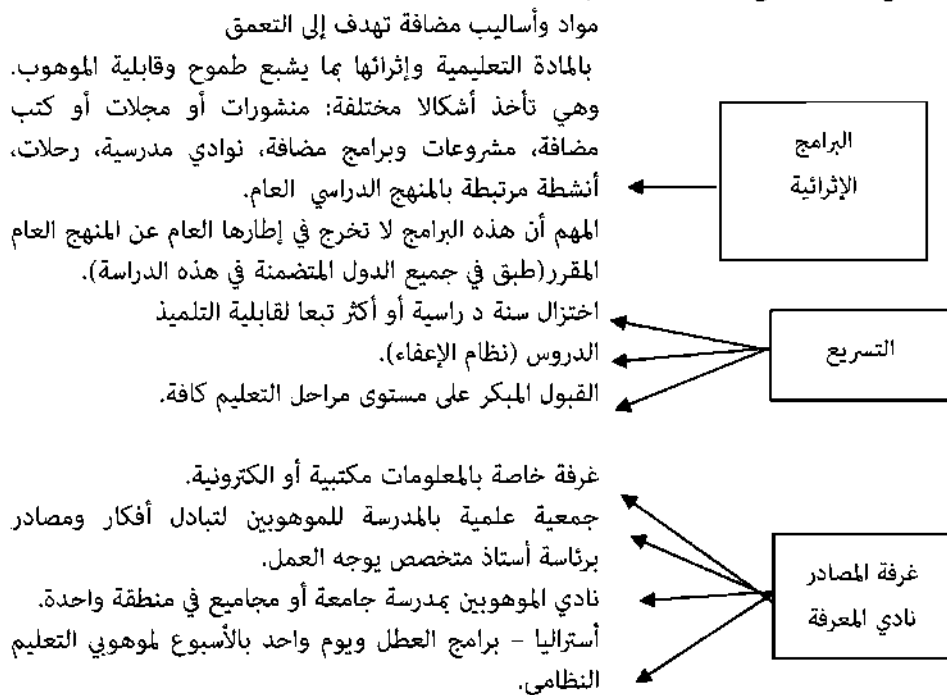 مواد وأساليب مضافة تهدف إلى التعمق
بالمادة التعليمية وإثرائها بما يشبع طموح وقابلية الموهوب.
وهي تأخذ أشكالا مختلفة: منشورات أو مجلات أو كتب
مضافة، مشروعات وبرامج مضافة، نوادي مدرسية، رحلات،
أنشطة مرتبطة بالمنهج الدراسي العام.
المهم أن هذه البرامج لا تخرج في إطارها العام عن المنهج العام
المقرر(طبق في جميع الدول المتضمنة في هذه الدراسة).
البرامج
الإثرائية
اختزال سنة د راسية أو أكثر تبعا لقابلية التلميذ
الدروس (نظام الإعفاء).
القبول المبكر على مستوى مراحل التعليم كافة.
التسريع
غرفة خاصة بالمعلومات مكتبية أو الكترونية.
جمعية علمية بالمدرسة للموهوبين لتبادل أفكار ومصادر
برئاسة أستاذ متخصص يوجه العمل.
نادي الموهوبين بمدرسة جامعة أو مجاميع في منطقة واحدة.
أستراليا – برامج العطل ويوم واحد بالأسبوع لموهوبي التعليم
النظامي.
غرفة المصادر
نادي المعرفة